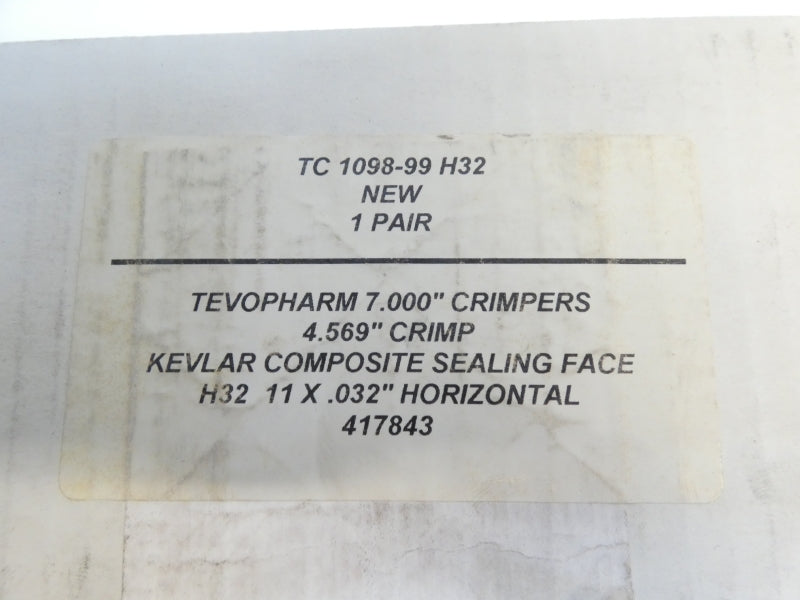 TC 1098-99 H32
NEW
1 PAIR
TEVOPHARM 7.000" CRIMPERS
4.569" CRIMP
KEVLAR COMPOSITE SEALING FACE
H32 11 X .032" HORIZONTAL
417843